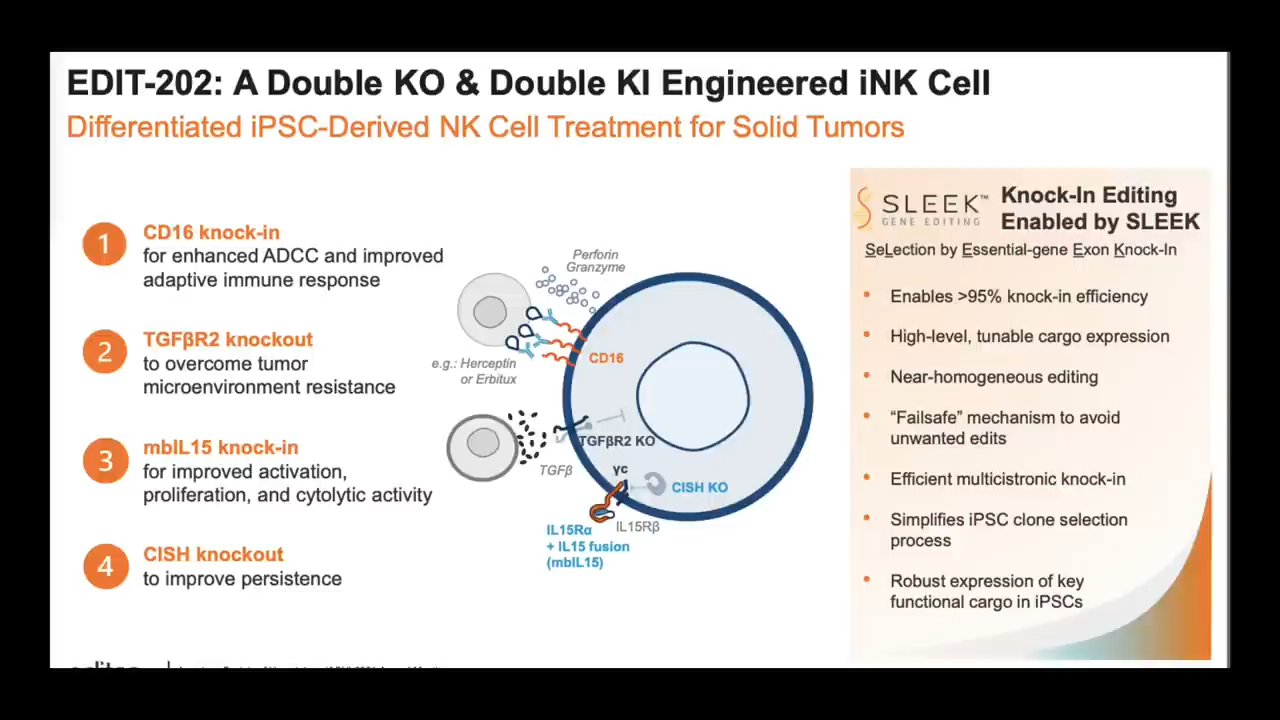 EDIT-202: A Double KO & Double KI Engineered iNK Cell
Differentiated iPSC-Derived NK Cell Treatment for Solid Tumors
1
CD16 knock-in
for enhanced ADCC and improved
adaptive immune response
2
TGFβR2 knockout
to overcome tumor
microenvironment resistance
3
mbIL15 knock-in
for improved activation,
proliferation, and cytolytic activity
4
CISH knockout
to improve persistence
Perforin
Granzyme
CD16
e.g.: Herceptin
or Erbitux
TGFβR2 KO
TGFβ
γc
CISH KO
IL15Rβ
IL15Rα
+ IL15 fusion
(mbIL15)
SLEEK™
GENE EDITING
Knock-In Editing
Enabled by SLEEK
SeLection by Essential-gene Exon Knock-In
• Enables >95% knock-in efficiency
• High-level, tunable cargo expression
• Near-homogeneous editing
• “Failsafe” mechanism to avoid
unwanted edits
• Efficient multicistronic knock-in
• Simplifies iPSC clone selection
process
• Robust expression of key
functional cargo in iPSCs